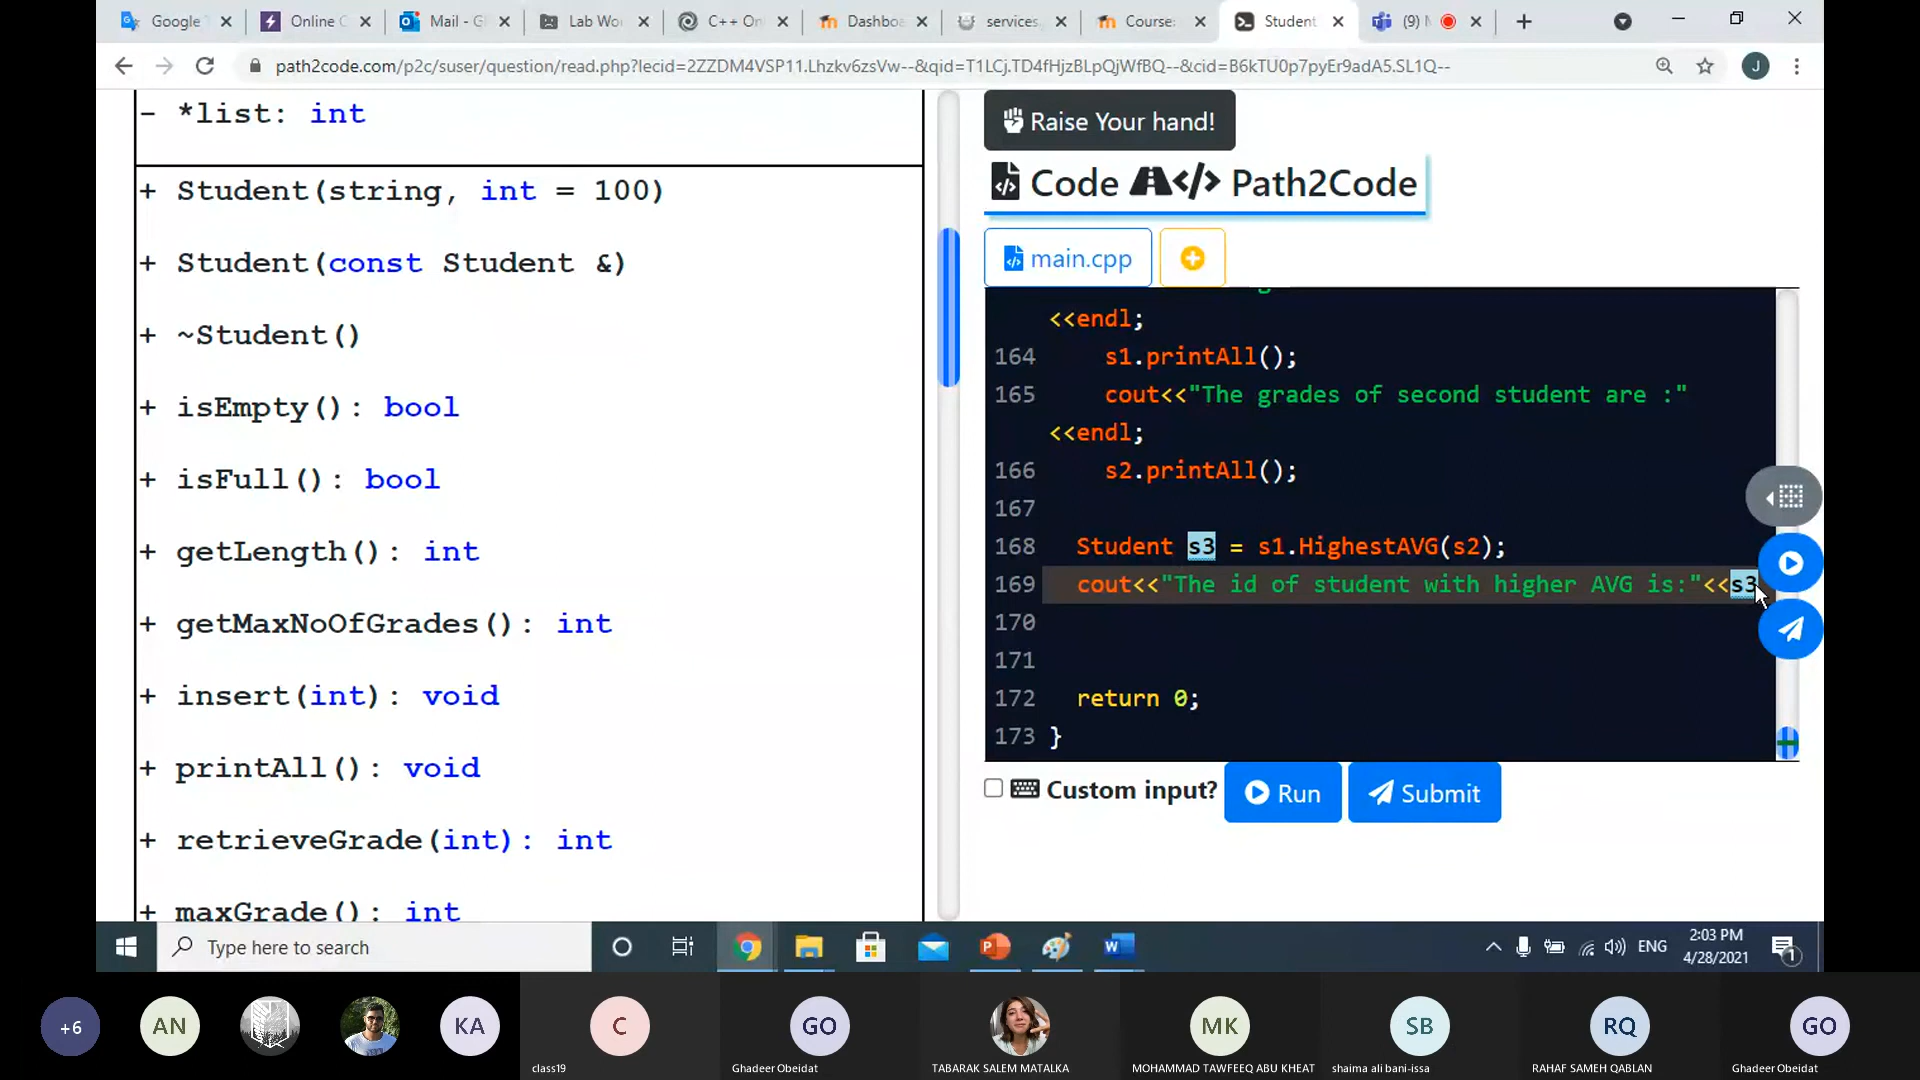 Google
Online C
Mail - G
Lab Wo
C++ On
Dashbo
services
Course
Student
(9)
path2code.com/p2c/suser/question/read.php?lecid=2ZZDM4VSP11.Lhzkv6zsVw--&qid=T1LCj.TD4fHjzBLpQjWfBQ--&cid=B6kTU0p7pyEr9adA5.SL1Q--
J
- *list: int
+ Student(string, int = 100)
+ Student(const Student &)
+ ~Student()
+ isEmpty(): bool
+ isFull(): bool
+ getLength(): int
+ getMaxNoOfGrades(): int
+ insert(int): void
+ printAll(): void
+ retrieveGrade(int): int
+ maxGrade(): int
Raise Your hand!
Code </> Path2Code
main.cpp
<<endl;
164 s1.printAll();
165 cout<<"The grades of second student are :"
<<endl;
166 s2.printAll();
167
168 Student s3 = s1.HighestAVG(s2);
169 cout<<"The id of student with higher AVG is:"<<s3
170
171
172 return 0;
173 }
Custom input? Run Submit
Type here to search
ENG
2:03 PM
4/28/2021
1
+6
AN
KA
C
GO
MK
SB
RQ
GO
class19
Ghadeer Obeidat
TABARAK SALEM MATALKA
MOHAMMAD TAWFEEQ ABU KHEAT
shaima ali bani-issa
RAHAF SAMEH QABLAN
Ghadeer Obeidat